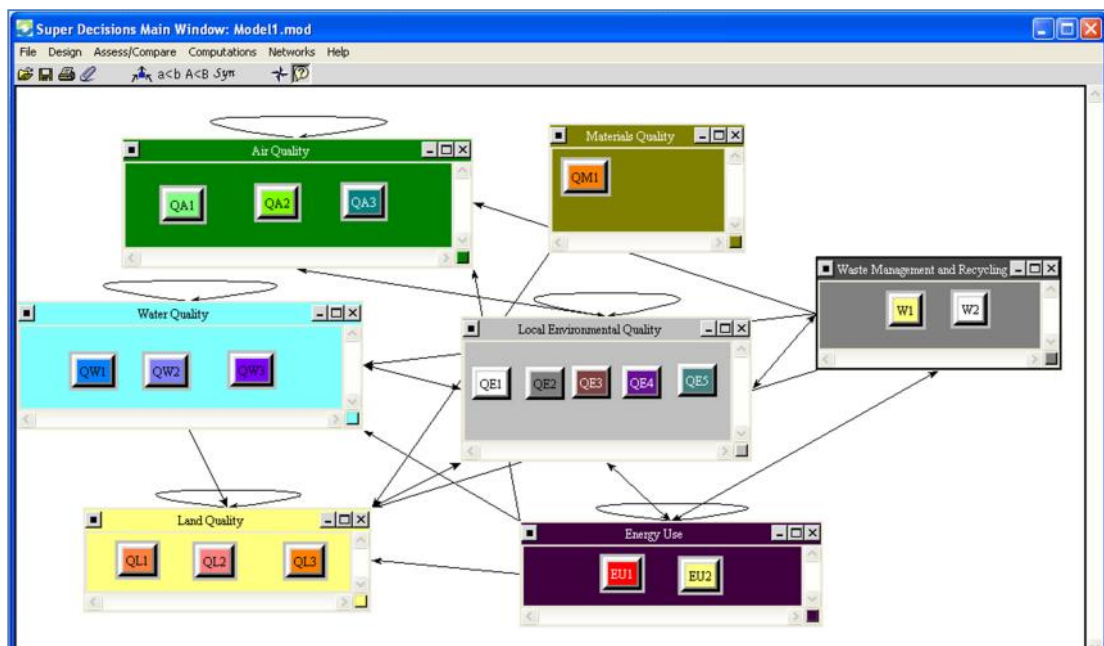 Super Decisions Main Window: Model1.mod
File Design Assess/Compare Computations Networks Help
a<b A<B Syn
Air Quality
QA1 QA2 QA3
Materials Quality
QM1
Waste Management and Recycling
W1 W2
Water Quality
QW1 QW2 QW3
Local Environmental Quality
QE1 QE2 QE3 QE4 QE5
Land Quality
QL1 QL2 QL3
Energy Use
EU1 EU2